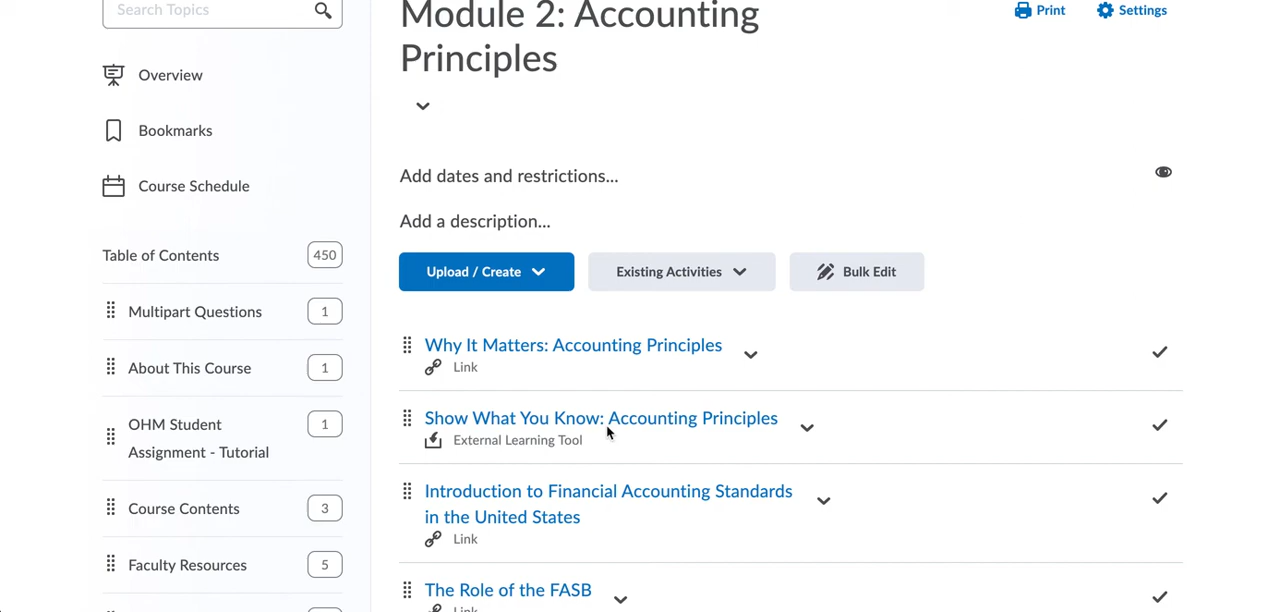 Search Topics
Overview
Bookmarks
Course Schedule
Table of Contents 450
Multipart Questions 1
About This Course 1
OHM Student 1
Assignment - Tutorial
Course Contents 3
Faculty Resources 5
Module 2: Accounting
Principles
Print Settings
Add dates and restrictions...
Add a description...
Upload / Create Existing Activities Bulk Edit
Why It Matters: Accounting Principles
Link
Show What You Know: Accounting Principles
External Learning Tool
Introduction to Financial Accounting Standards
in the United States
Link
The Role of the FASB
Link